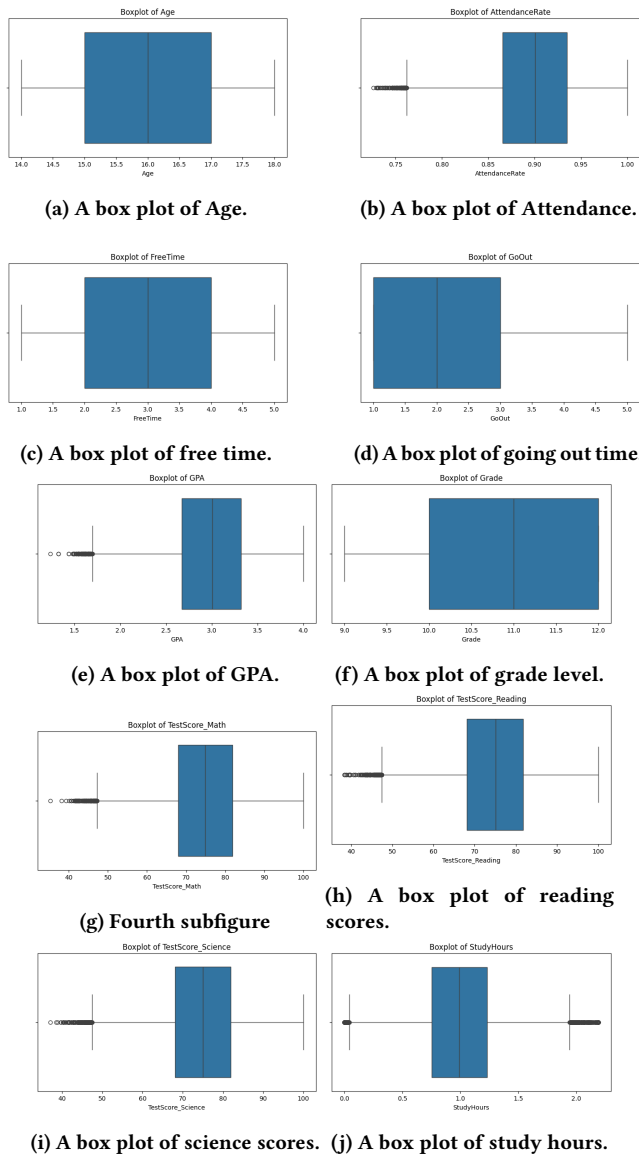 Boxplot of Age
14.0 14.5 15.0 15.5 16.0 16.5 17.0 17.5 18.0
Age
(a) A box plot of Age.
Boxplot of AttendanceRate
0.75 0.80 0.85 0.90 0.95 1.00
AttendanceRate
(b) A box plot of Attendance.
Boxplot of FreeTime
1.0 1.5 2.0 2.5 3.0 3.5 4.0 4.5 5.0
FreeTime
(c) A box plot of free time.
Boxplot of GoOut
1.0 1.5 2.0 2.5 3.0 3.5 4.0 4.5 5.0
GoOut
(d) A box plot of going out time
Boxplot of GPA
1.5 2.0 2.5 3.0 3.5 4.0
GPA
(e) A box plot of GPA.
Boxplot of Grade
9.0 9.5 10.0 10.5 11.0 11.5 12.0
Grade
(f) A box plot of grade level.
Boxplot of TestScore_Math
40 50 60 70 80 90 100
TestScore_Math
(g) Fourth subfigure
Boxplot of TestScore_Reading
40 50 60 70 80 90 100
TestScore_Reading
(h) A box plot of reading
scores.
Boxplot of TestScore_Science
40 50 60 70 80 90 100
TestScore_Science
(i) A box plot of science scores.
Boxplot of StudyHours
0.0 0.5 1.0 1.5 2.0
StudyHours
(j) A box plot of study hours.